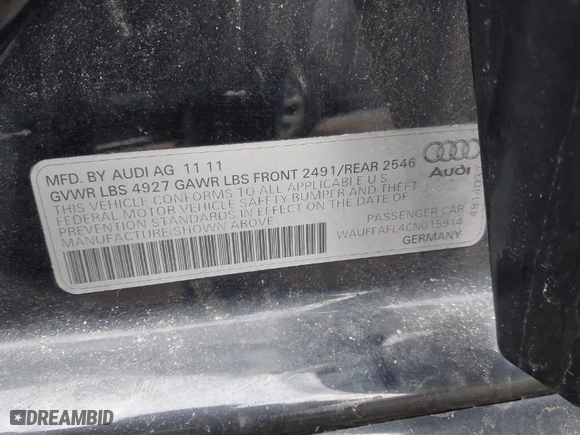 MFD. BY AUDI AG 11 11
GVWR LBS 4927 GAWR LBS FRONT 2491/REAR 2546
THIS VEHICLE CONFORMS TO ALL APPLICABLE U.S.
FEDERAL MOTOR VEHICLE SAFETY BUMPER AND THEFT
PREVENTION STANDARDS IN EFFECT ON THE DATE OF
MANUFACTURE SHOWN ABOVE
Audi
PASSENGER CAR
WAUFFAFL4CN015914
GERMANY
DREAMBID